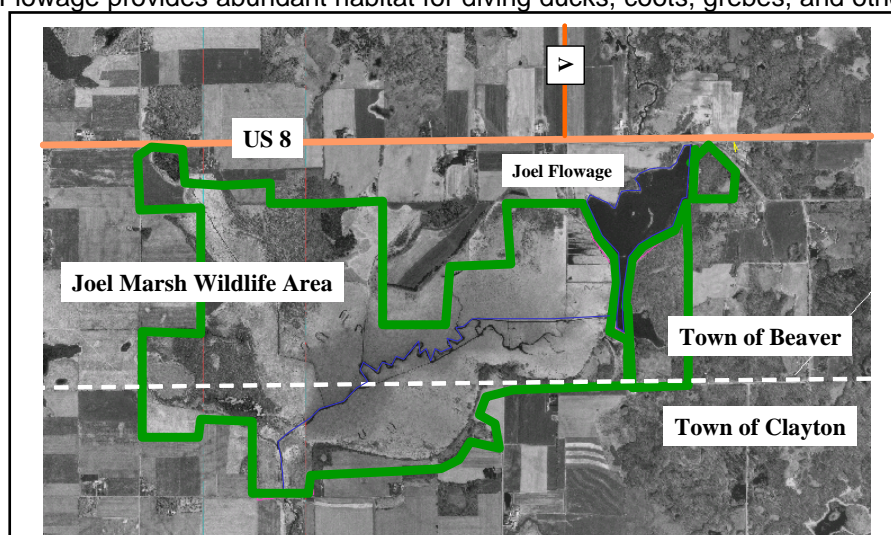 Flowage provides abundant habitat for diving ducks, coots, grebes, and othe
V
US 8
Joel Flowage
Joel Marsh Wildlife Area
Town of Beaver
Town of Clayton